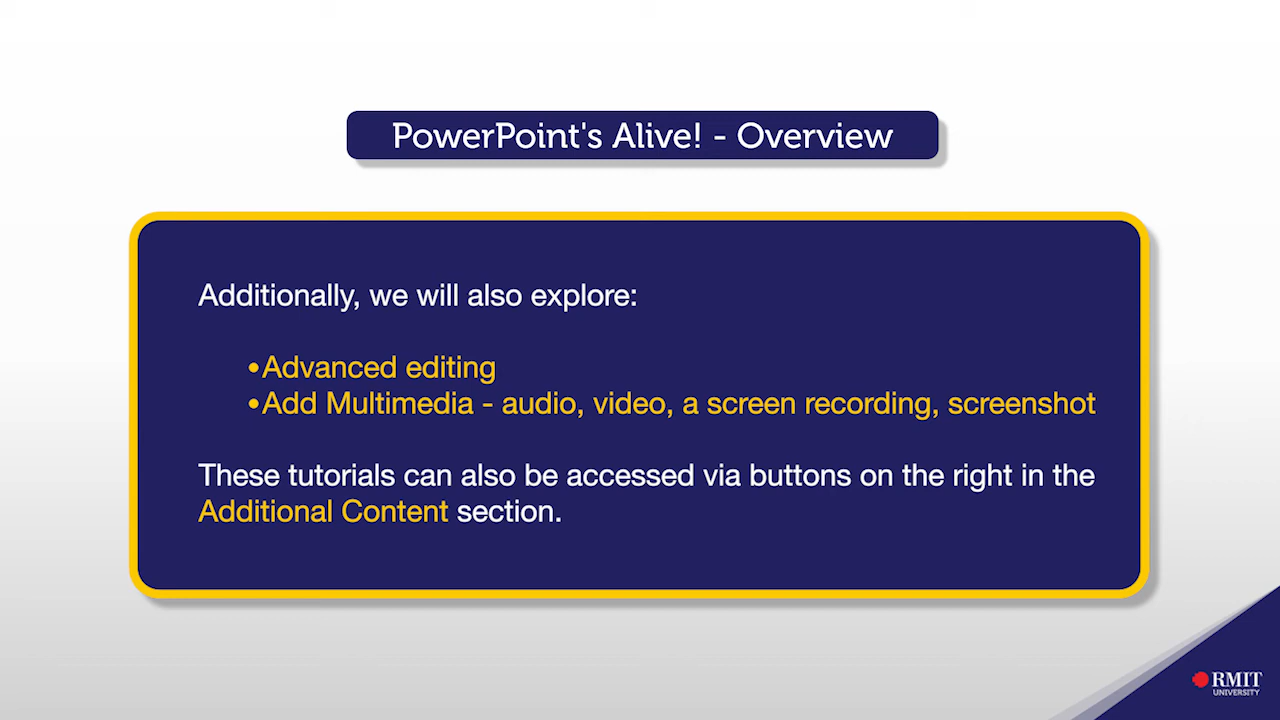 PowerPoint's Alive! - Overview
Additionally, we will also explore:
•Advanced editing
•Add Multimedia - audio, video, a screen recording, screenshot
These tutorials can also be accessed via buttons on the right in the
Additional Content section.
RMIT
UNIVERSITY